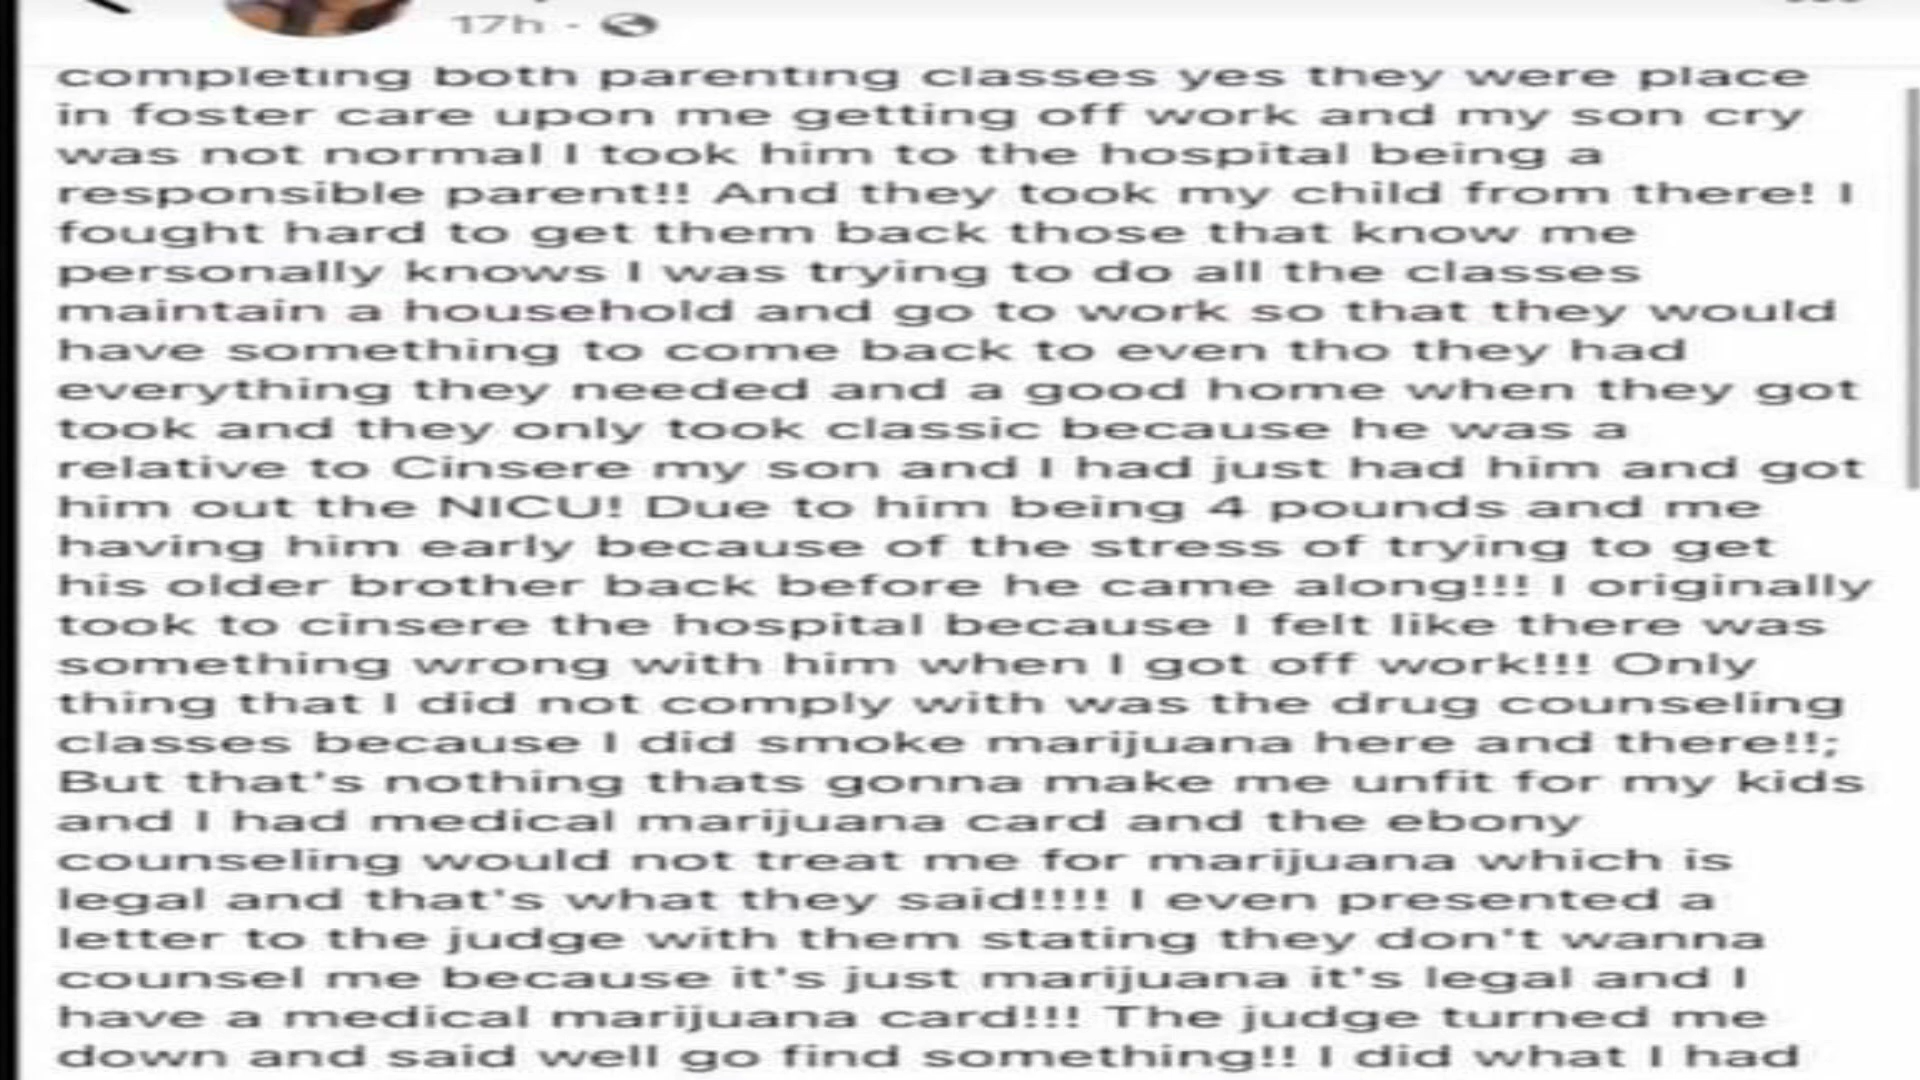 17h ·
completing both parenting classes yes they were place
in foster care upon me getting off work and my son cry
was not normal I took him to the hospital being a
responsible parent!! And they took my child from there! I
fought hard to get them back those that know me
personally knows I was trying to do all the classes
maintain a household and go to work so that they would
have something to come back to even tho they had
everything they needed and a good home when they got
took and they only took classic because he was a
relative to Cinsere my son and I had just had him and got
him out the NICU! Due to him being 4 pounds and me
having him early because of the stress of trying to get
his older brother back before he came along!!! I originally
took to cinsere the hospital because I felt like there was
something wrong with him when I got off work!!! Only
thing that I did not comply with was the drug counseling
classes because I did smoke marijuana here and there!!;
But that's nothing thats gonna make me unfit for my kids
and I had medical marijuana card and the ebony
counseling would not treat me for marijuana which is
legal and that's what they said!!!! I even presented a
letter to the judge with them stating they don't wanna
counsel me because it's just marijuana it's legal and I
have a medical marijuana card!!! The judge turned me
down and said well go find something!! I did what I had